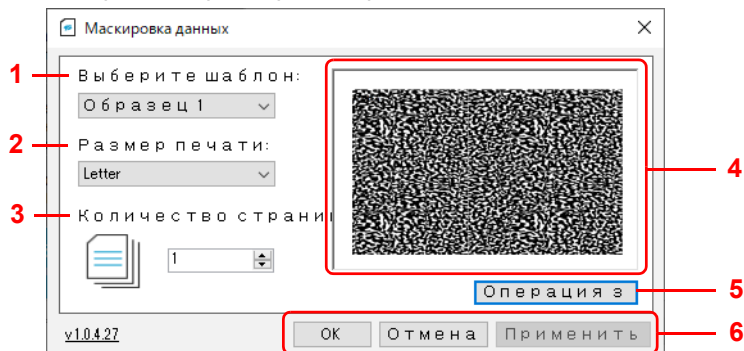 Маскировка данных
1
Выберите шаблон:
Образец 1
2
Размер печати:
Letter
4
3
Количество страни
1
Операция з
5
v1.0.4.27
OK
Отмена
Применить
6